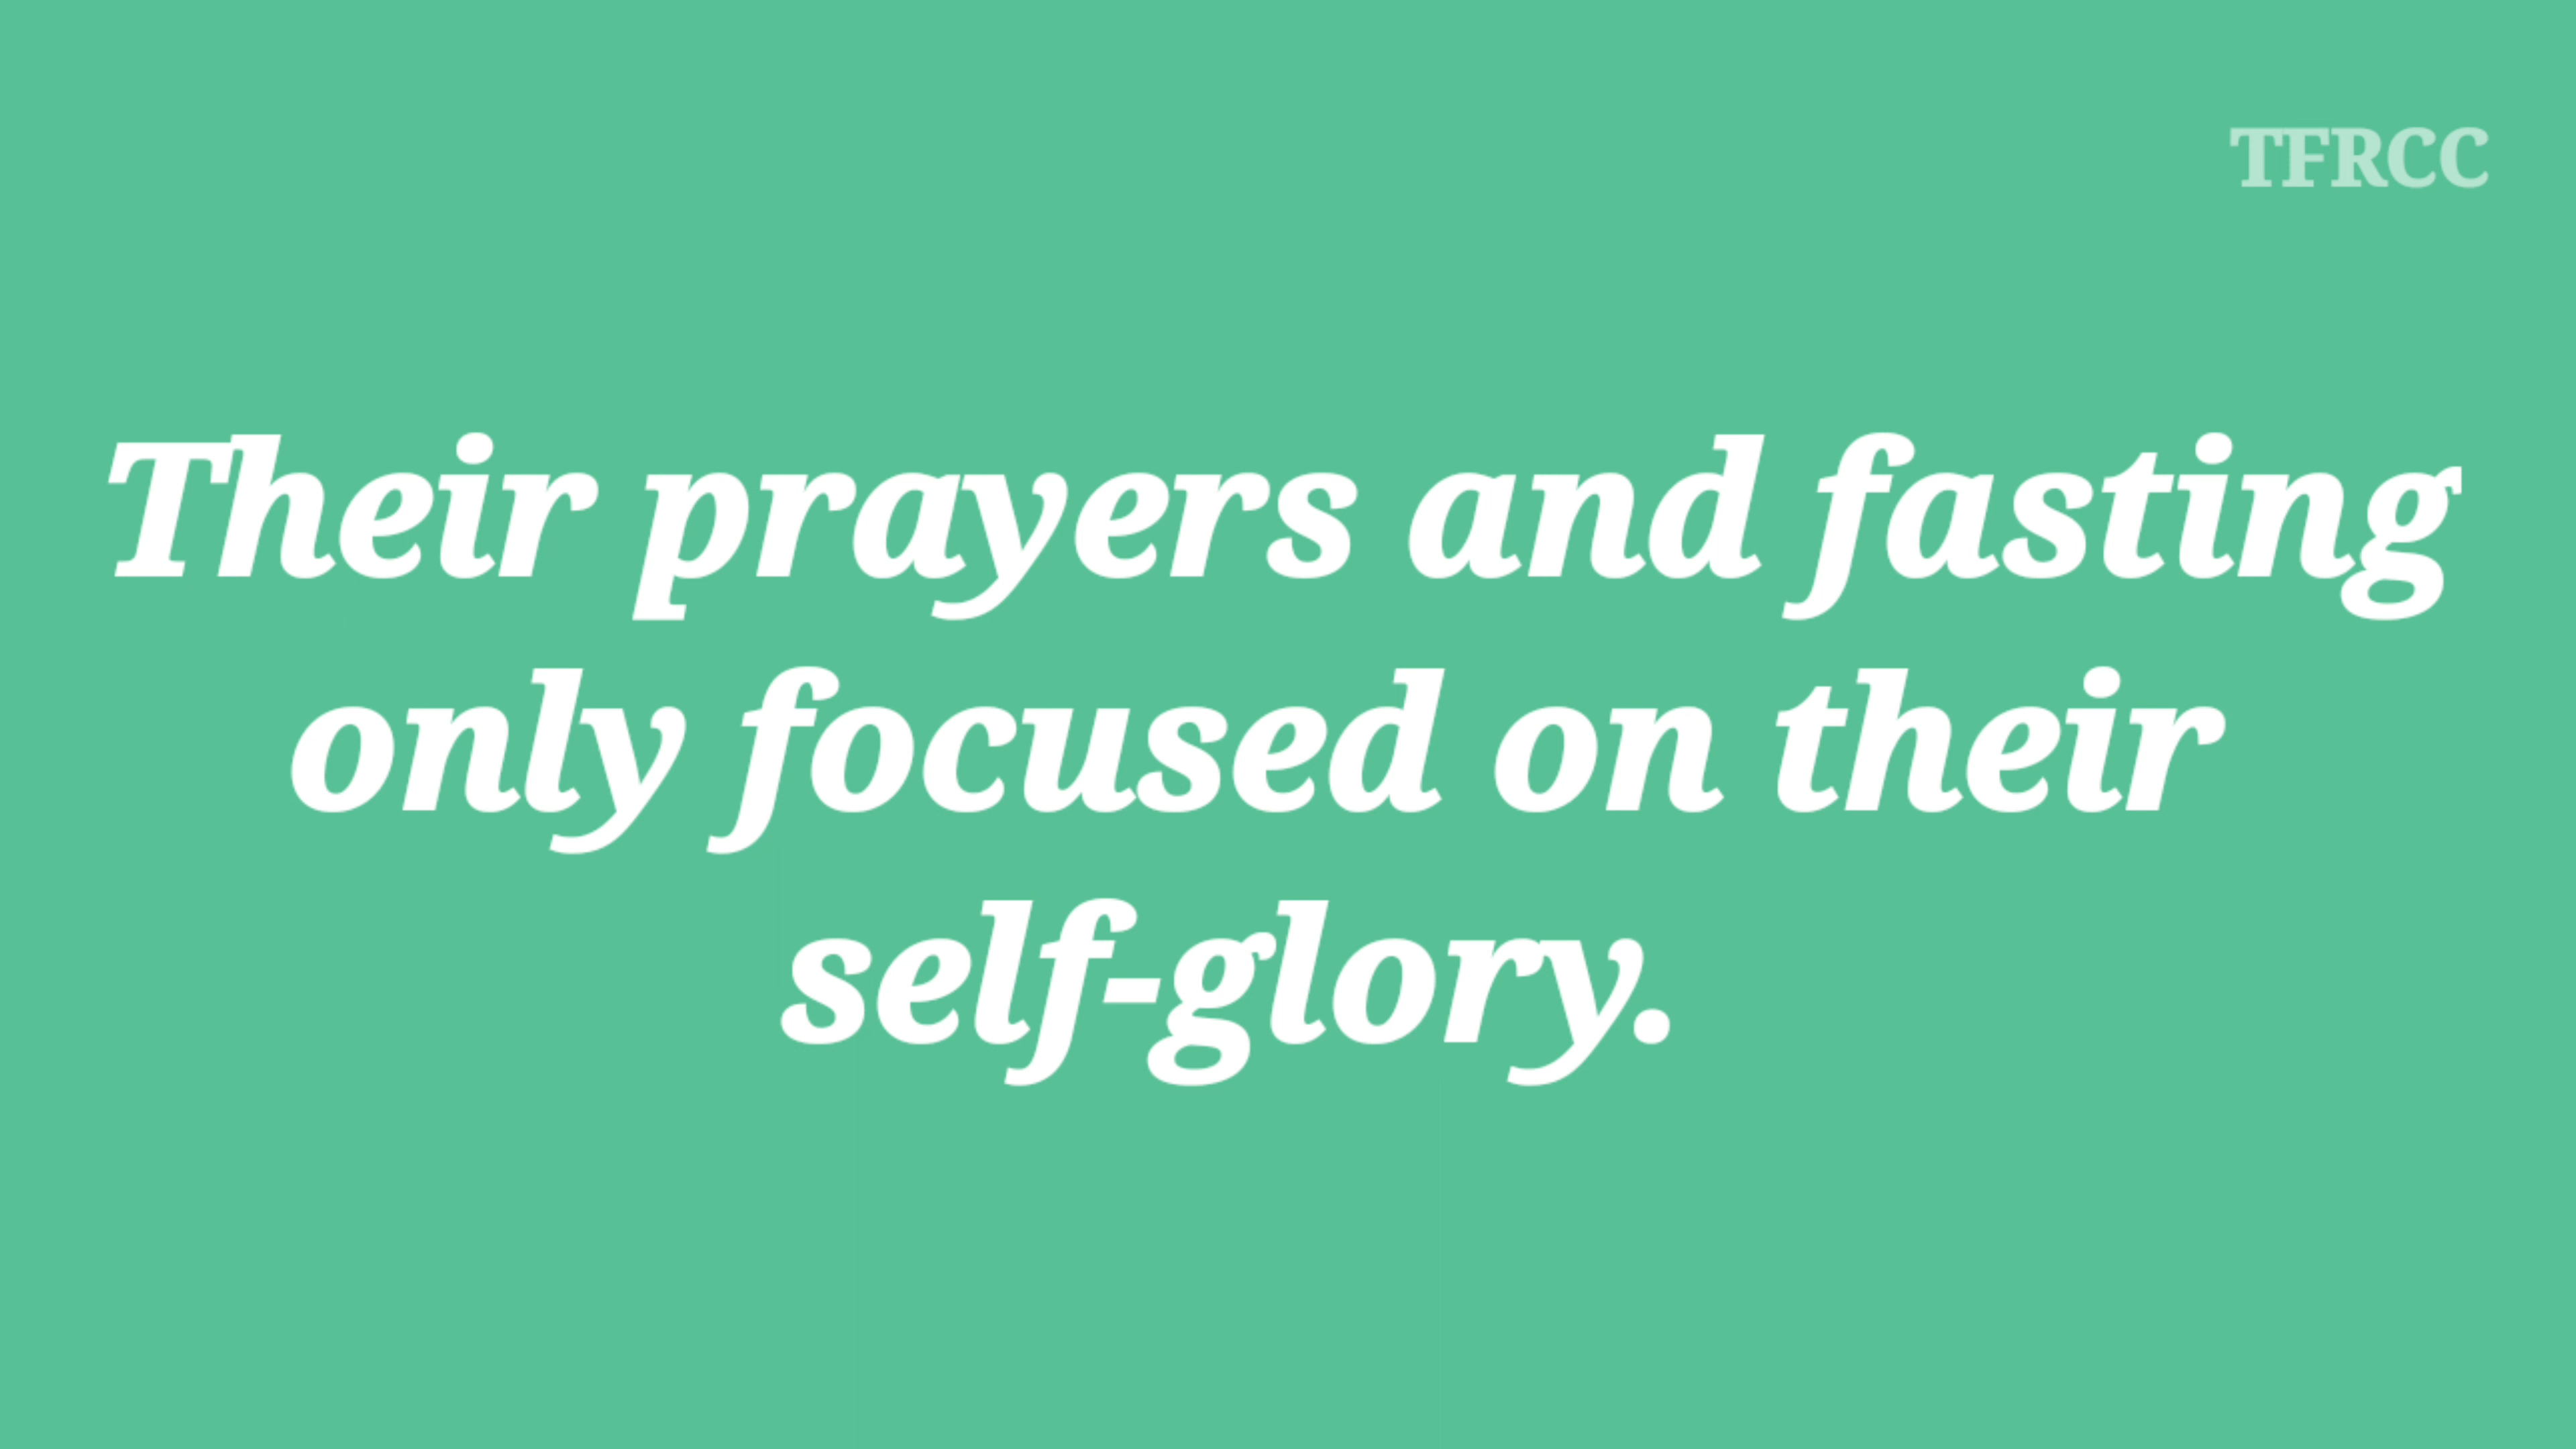 TFRCC
Their prayers and fasting
only focused on their
self-glory.